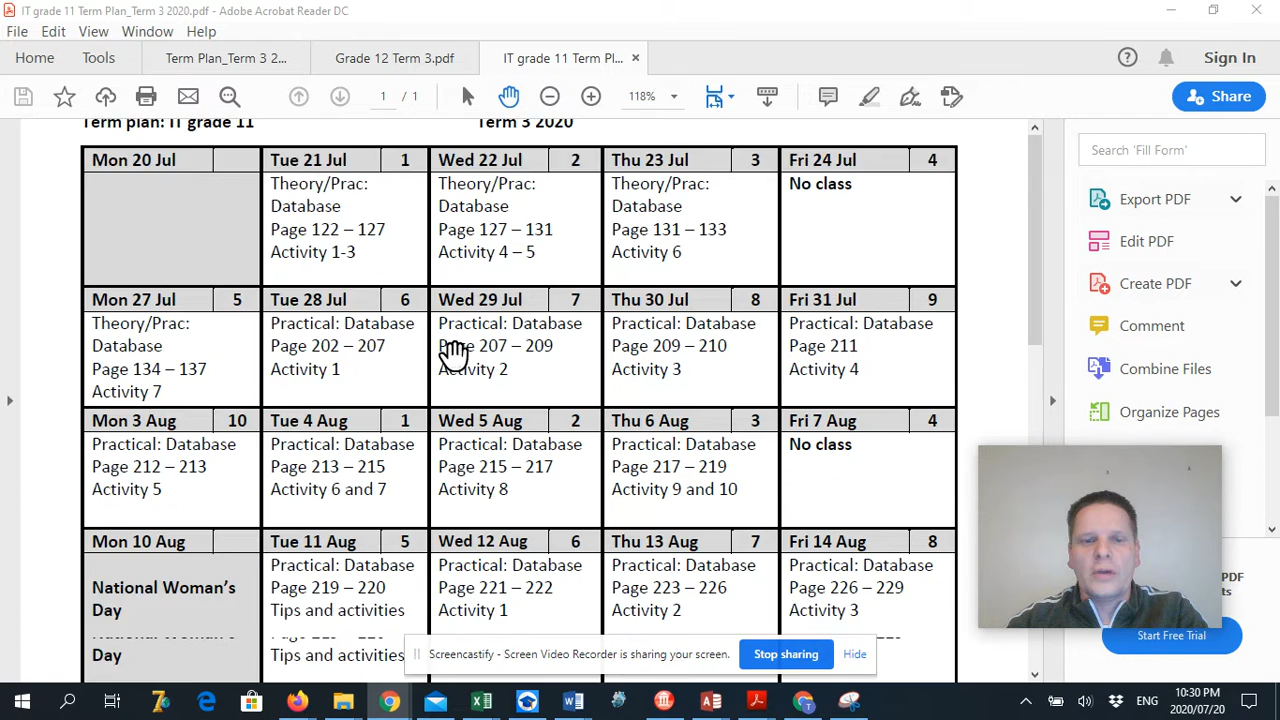 IT grade 11 Term Plan_Term 3 2020.pdf - Adobe Acrobat Reader DC
File Edit View Window Help
Home Tools Term Plan_Term 3 2... Grade 12 Term 3.pdf IT grade 11 Term Pl... × Sign In
1 / 1 118% Share
Term plan: IT grade 11 Term 3 2020
Mon 20 Jul Tue 21 Jul 1 Wed 22 Jul 2 Thu 23 Jul 3 Fri 24 Jul 4
Theory/Prac: Theory/Prac: Theory/Prac: No class
Database Database Database
Page 122 – 127 Page 127 – 131 Page 131 – 133
Activity 1-3 Activity 4 – 5 Activity 6
Mon 27 Jul 5 Tue 28 Jul 6 Wed 29 Jul 7 Thu 30 Jul 8 Fri 31 Jul 9
Theory/Prac: Practical: Database Practical: Database Practical: Database Practical: Database
Database Page 202 – 207 Page 207 – 209 Page 209 – 210 Page 211
Page 134 – 137 Activity 1 Activity 2 Activity 3 Activity 4
Activity 7
Mon 3 Aug 10 Tue 4 Aug 1 Wed 5 Aug 2 Thu 6 Aug 3 Fri 7 Aug 4
Practical: Database Practical: Database Practical: Database Practical: Database No class
Page 212 – 213 Page 213 – 215 Page 215 – 217 Page 217 – 219
Activity 5 Activity 6 and 7 Activity 8 Activity 9 and 10
Mon 10 Aug Tue 11 Aug 5 Wed 12 Aug 6 Thu 13 Aug 7 Fri 14 Aug 8
Practical: Database Practical: Database Practical: Database Practical: Database
National Woman's Page 219 – 220 Page 221 – 222 Page 223 – 226 Page 226 – 229
Day Tips and activities Activity 1 Activity 2 Activity 3
Day Tips and activities
Search 'Fill Form'
Export PDF
Edit PDF
Create PDF
Comment
Combine Files
Organize Pages
PDF
Start Free Trial
Screencastify - Screen Video Recorder is sharing your screen. Stop sharing Hide
ENG 10:30 PM
2020/07/20